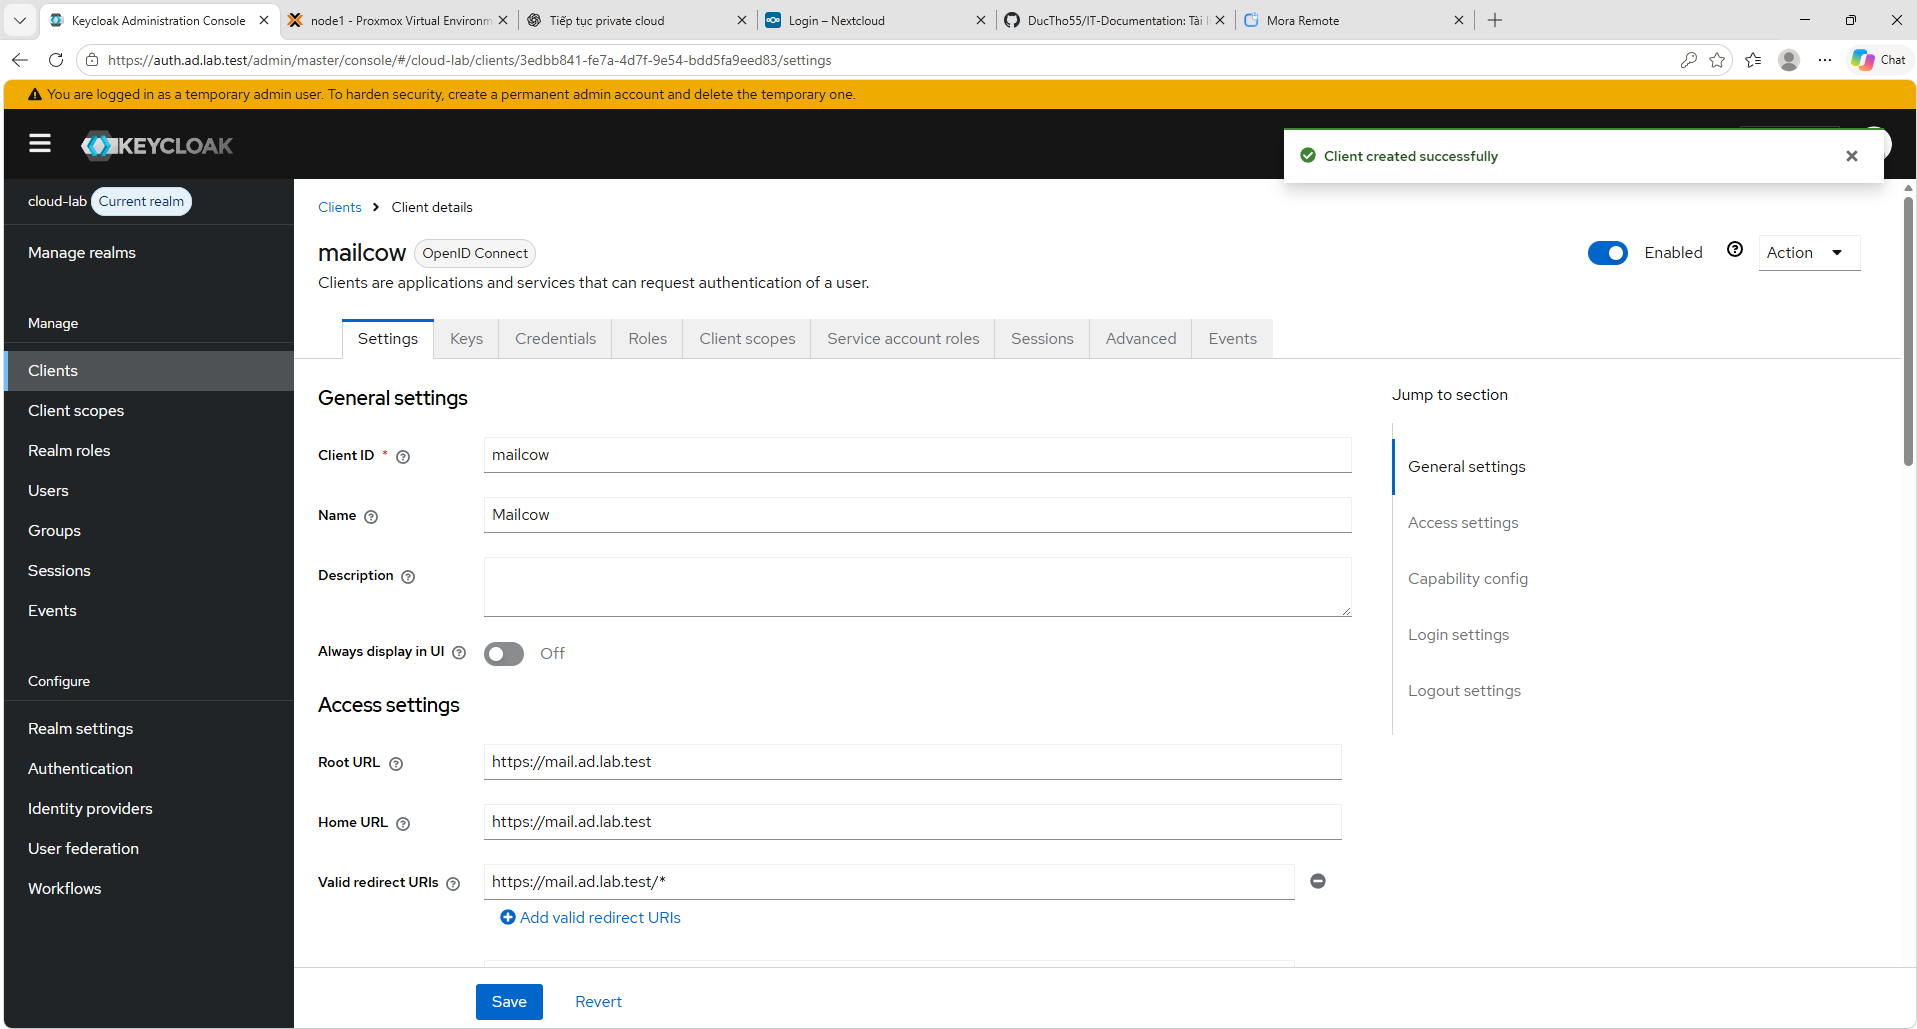 Keycloak Administration Console
node1 - Proxmox Virtual Environm
Tiếp tục private cloud
Login – Nextcloud
DucTho55/IT-Documentation: Tài
Mora Remote
https://auth.ad.lab.test/admin/master/console/#/cloud-lab/clients/3edbb841-fe7a-4d7f-9e54-bdd5fa9eed83/settings
Chat
You are logged in as a temporary admin user. To harden security, create a permanent admin account and delete the temporary one.
KEYCLOAK
Client created successfully
cloud-lab Current realm
Manage realms
Manage
Clients
Client scopes
Realm roles
Users
Groups
Sessions
Events
Configure
Realm settings
Authentication
Identity providers
User federation
Workflows
Clients > Client details
mailcow OpenID Connect
Enabled
Action
Clients are applications and services that can request authentication of a user.
Settings
Keys
Credentials
Roles
Client scopes
Service account roles
Sessions
Advanced
Events
General settings
Client ID *
mailcow
Name
Mailcow
Description
Always display in UI
Off
Access settings
Root URL
https://mail.ad.lab.test
Home URL
https://mail.ad.lab.test
Valid redirect URIs
https://mail.ad.lab.test/*
Add valid redirect URIs
Jump to section
General settings
Access settings
Capability config
Login settings
Logout settings
Save
Revert